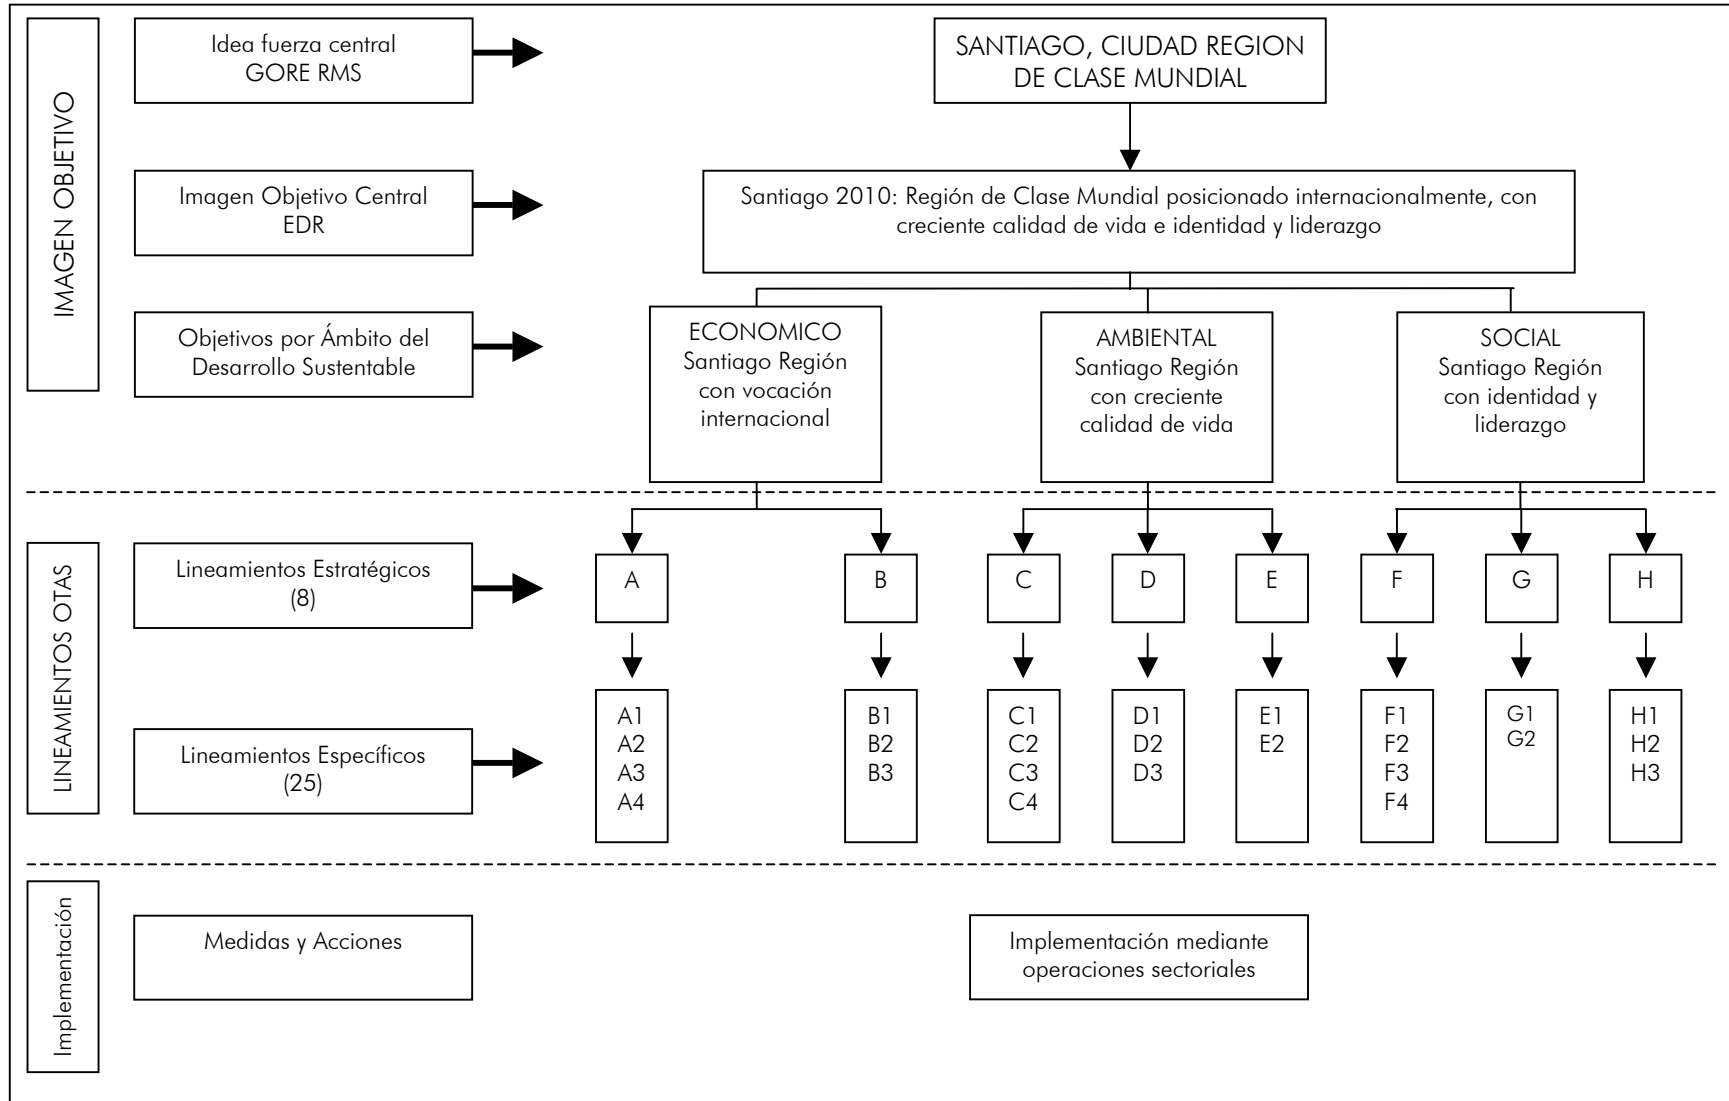 IMAGEN OBJETIVO
Idea fuerza central
GORE RMS
SANTIAGO, CIUDAD REGION
DE CLASE MUNDIAL
Imagen Objetivo Central
EDR
Santiago 2010: Región de Clase Mundial posicionado internacionalmente, con
creciente calidad de vida e identidad y liderazgo
Objetivos por Ámbito del
Desarrollo Sustentable
ECONOMICO
Santiago Región
con vocación
internacional
AMBIENTAL
Santiago Región
con creciente
calidad de vida
SOCIAL
Santiago Región
con identidad y
liderazgo
LINEAMIENTOS OTAS
Lineamientos Estratégicos
(8)
A
B
C
D
E
F
G
H
Lineamientos Específicos
(25)
A1
A2
A3
A4
B1
B2
B3
C1
C2
C3
C4
D1
D2
D3
E1
E2
F1
F2
F3
F4
G1
G2
H1
H2
H3
Implementación
Medidas y Acciones
Implementación mediante
operaciones sectoriales